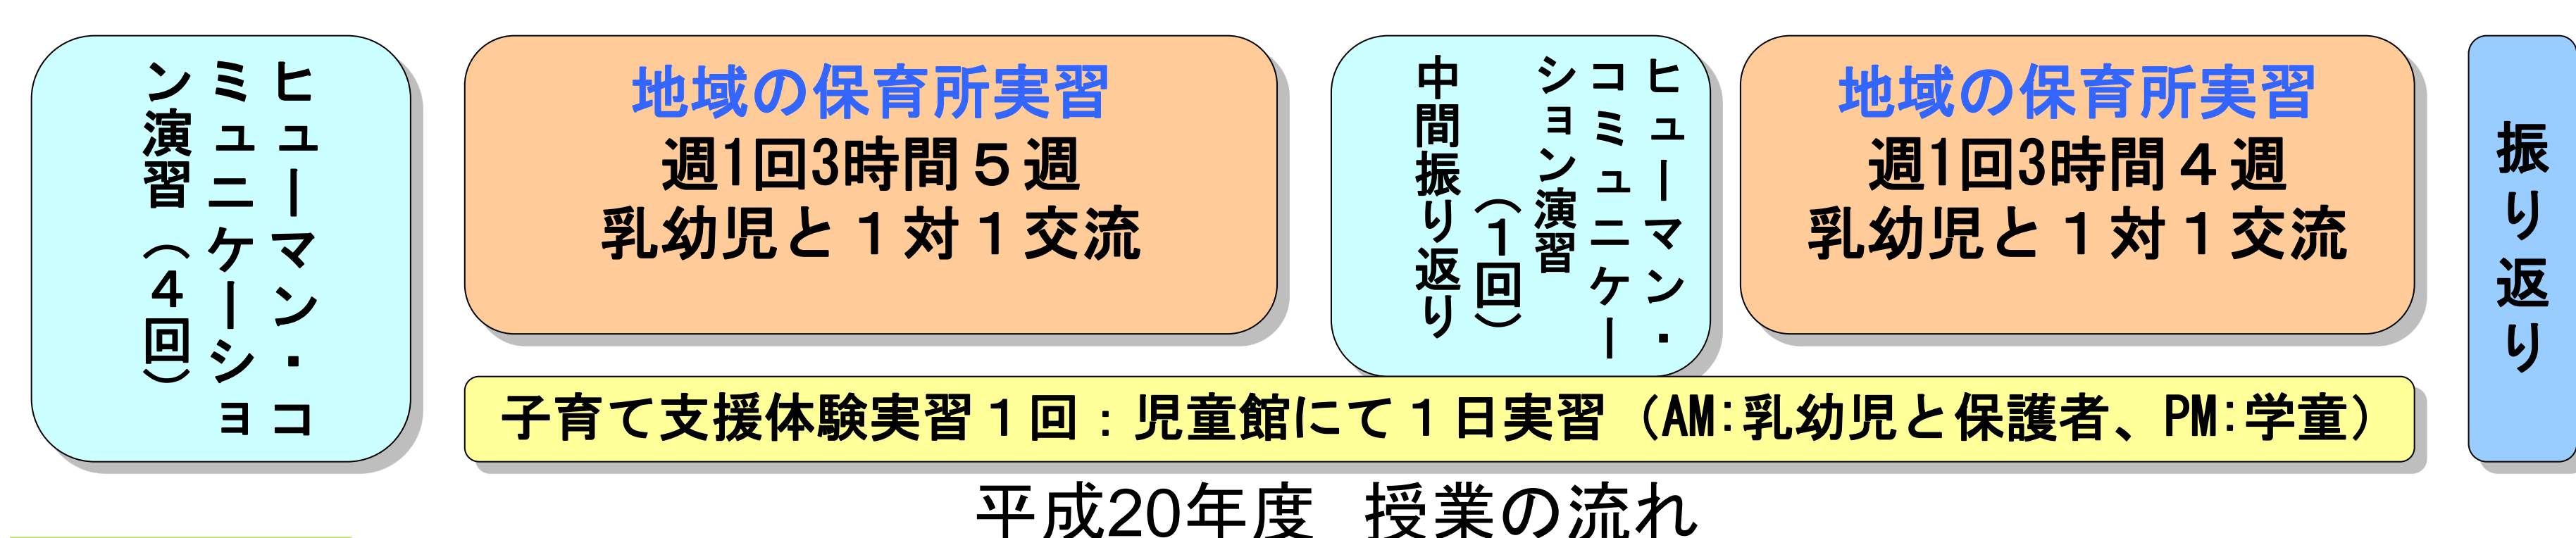 ヒューマン・コ
ミュニケーショ
ン演習（４回）
地域の保育所実習
週1回3時間５週
乳幼児と１対１交流
ヒューマン・
コミュニケー
ション演習
（１回）
中間振り返り
地域の保育所実習
週1回3時間４週
乳幼児と１対１交流
振り返り
子育て支援体験実習１回：児童館にて１日実習（AM:乳幼児と保護者、PM:学童）
平成20年度　授業の流れ